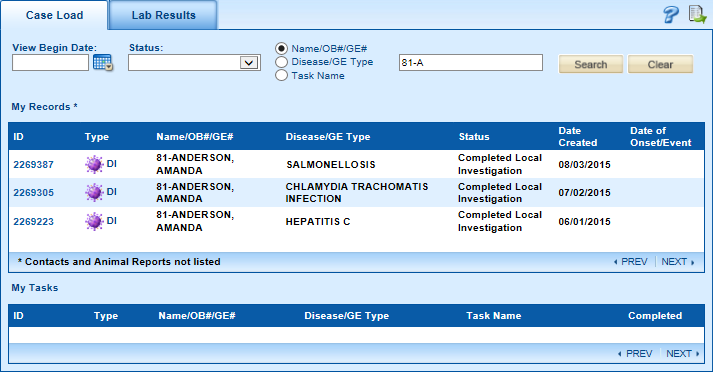 Case Load Lab Results
View Begin Date: Status: Name/OB#/GE#
Disease/GE Type 81-A Search Clear
Task Name
My Records *
ID Type Name/OB#/GE# Disease/GE Type Status Date Created Date of Onset/Event
2269387 DI 81-ANDERSON, AMANDA SALMONELLOSIS Completed Local Investigation 08/03/2015
2269305 DI 81-ANDERSON, AMANDA CHLAMYDIA TRACHOMATIS INFECTION Completed Local Investigation 07/02/2015
2269223 DI 81-ANDERSON, AMANDA HEPATITIS C Completed Local Investigation 06/01/2015
* Contacts and Animal Reports not listed PREV NEXT
My Tasks
ID Type Name/OB#/GE# Disease/GE Type Task Name Completed
PREV NEXT